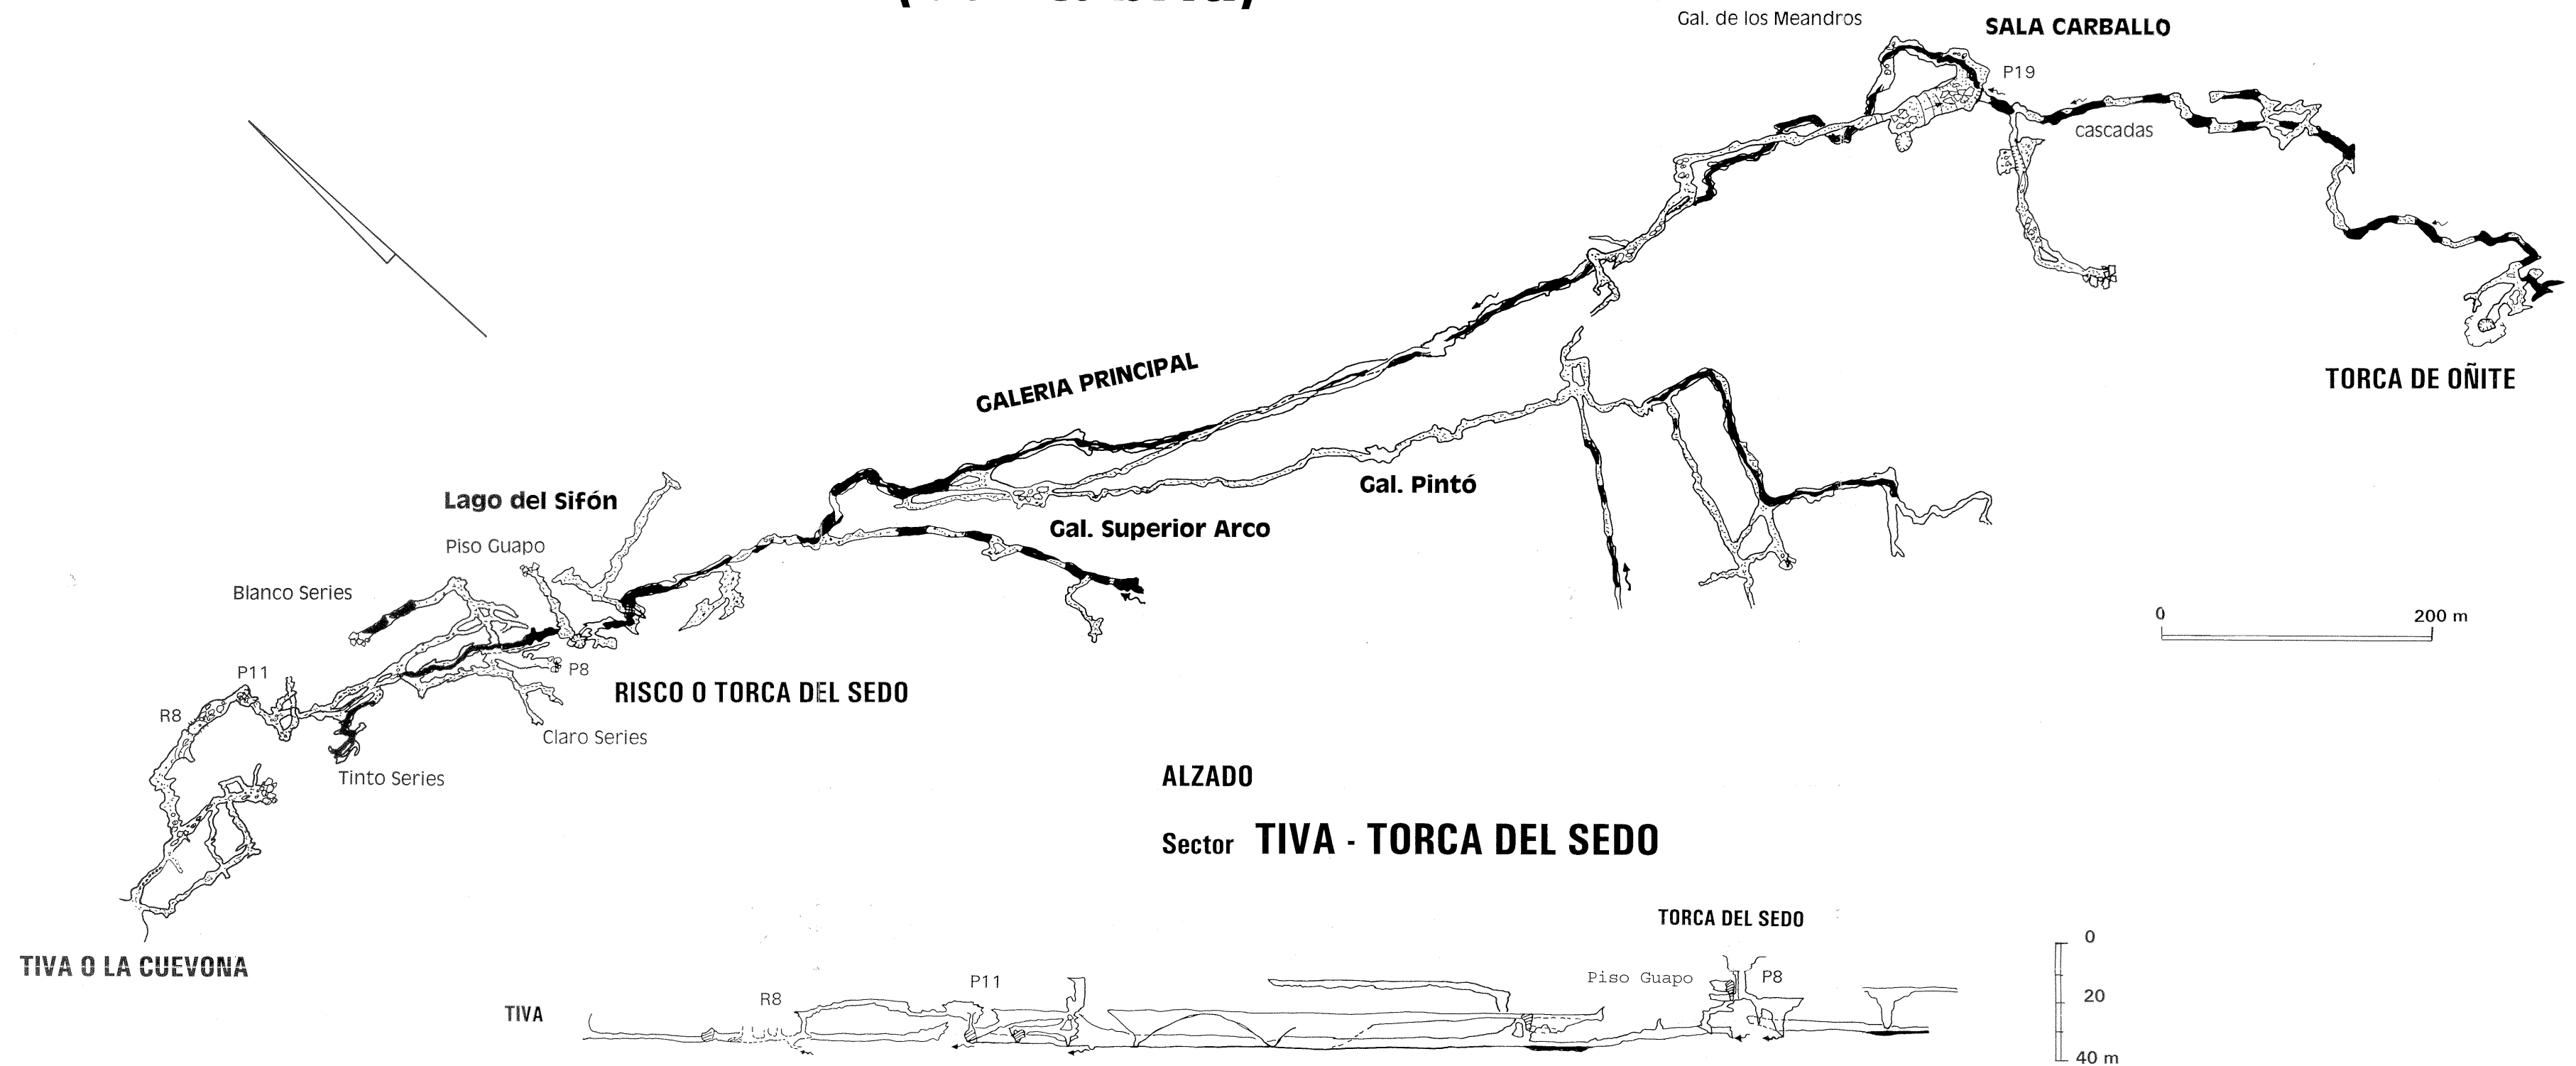 Gal. de los Meandros
SALA CARBALLO
P19
cascadas
TORCA DE OÑITE
GALERIA PRINCIPAL
Gal. Pintó
Lago del Sifón
Gal. Superior Arco
Piso Guapo
Blanco Series
0 200 m
P11
P8
RISCO O TORCA DEL SEDO
R8
Claro Series
Tinto Series
ALZADO
Sector TIVA - TORCA DEL SEDO
TIVA O LA CUEVONA
TORCA DEL SEDO
TIVA
R8
P11
Piso Guapo
P8
0
20
40 m